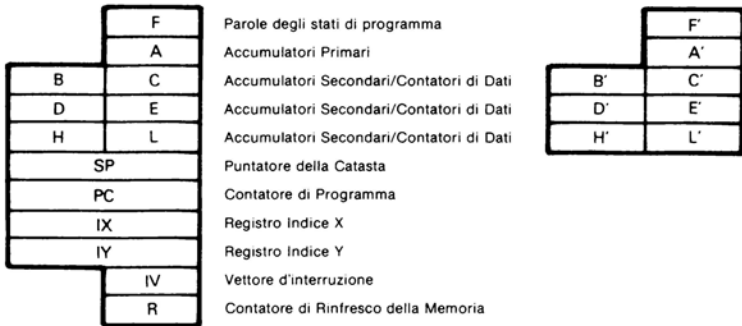 F Parole degli stati di programma F′
A Accumulatori Primari A′
B C Accumulatori Secondari/Contatori di Dati B′ C′
D E Accumulatori Secondari/Contatori di Dati D′ E′
H L Accumulatori Secondari/Contatori di Dati H′ L′
SP Puntatore della Catasta
PC Contatore di Programma
IX Registro Indice X
IY Registro Indice Y
IV Vettore d'interruzione
R Contatore di Rinfresco della Memoria